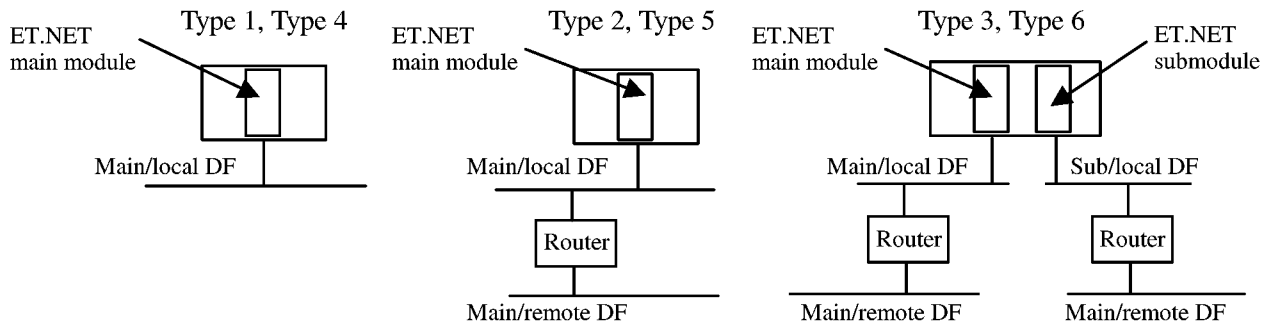 Type 1, Type 4
ET.NET
main module
Main/local DF
Type 2, Type 5
ET.NET
main module
Main/local DF
Router
Main/remote DF
Type 3, Type 6
ET.NET
main module
ET.NET
submodule
Main/local DF
Sub/local DF
Router
Router
Main/remote DF
Main/remote DF